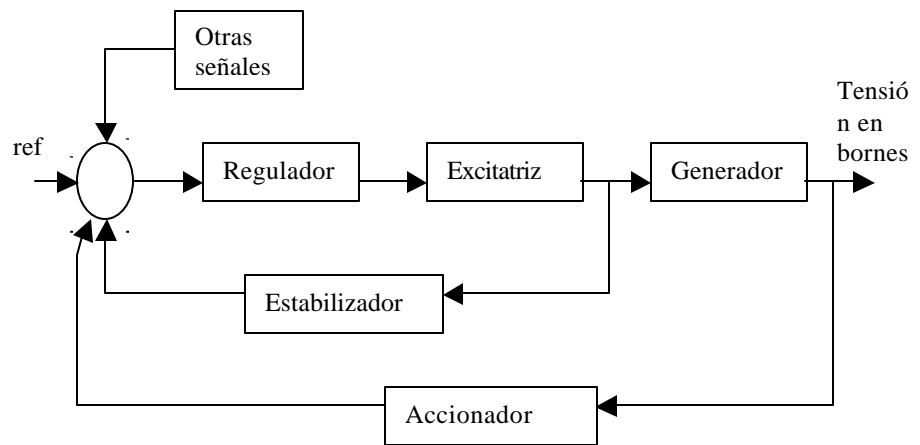 Otras
señales
Tensió
n en
bornes
ref
Regulador
Excitatriz
Generador
Estabilizador
Accionador